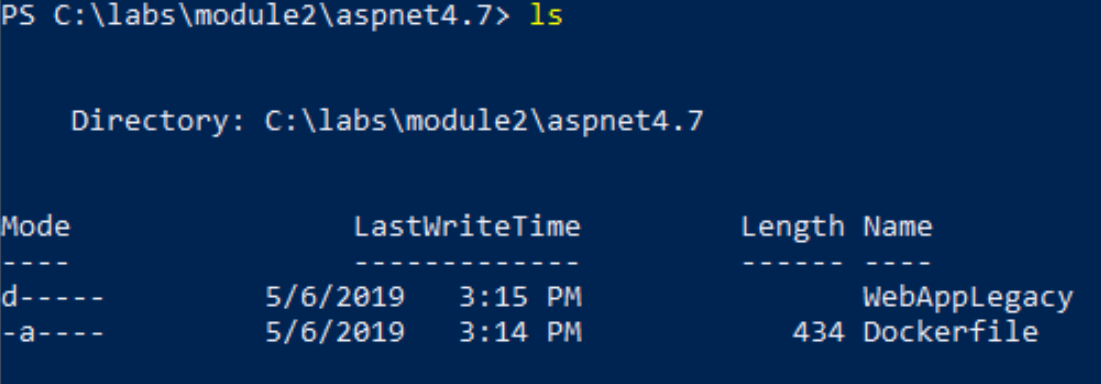 PS C:\labs\module2\aspnet4.7> ls
Directory: C:\labs\module2\aspnet4.7
Mode LastWriteTime Length Name
---- ------------- ------ ----
d----- 5/6/2019 3:15 PM WebAppLegacy
-a---- 5/6/2019 3:14 PM 434 Dockerfile